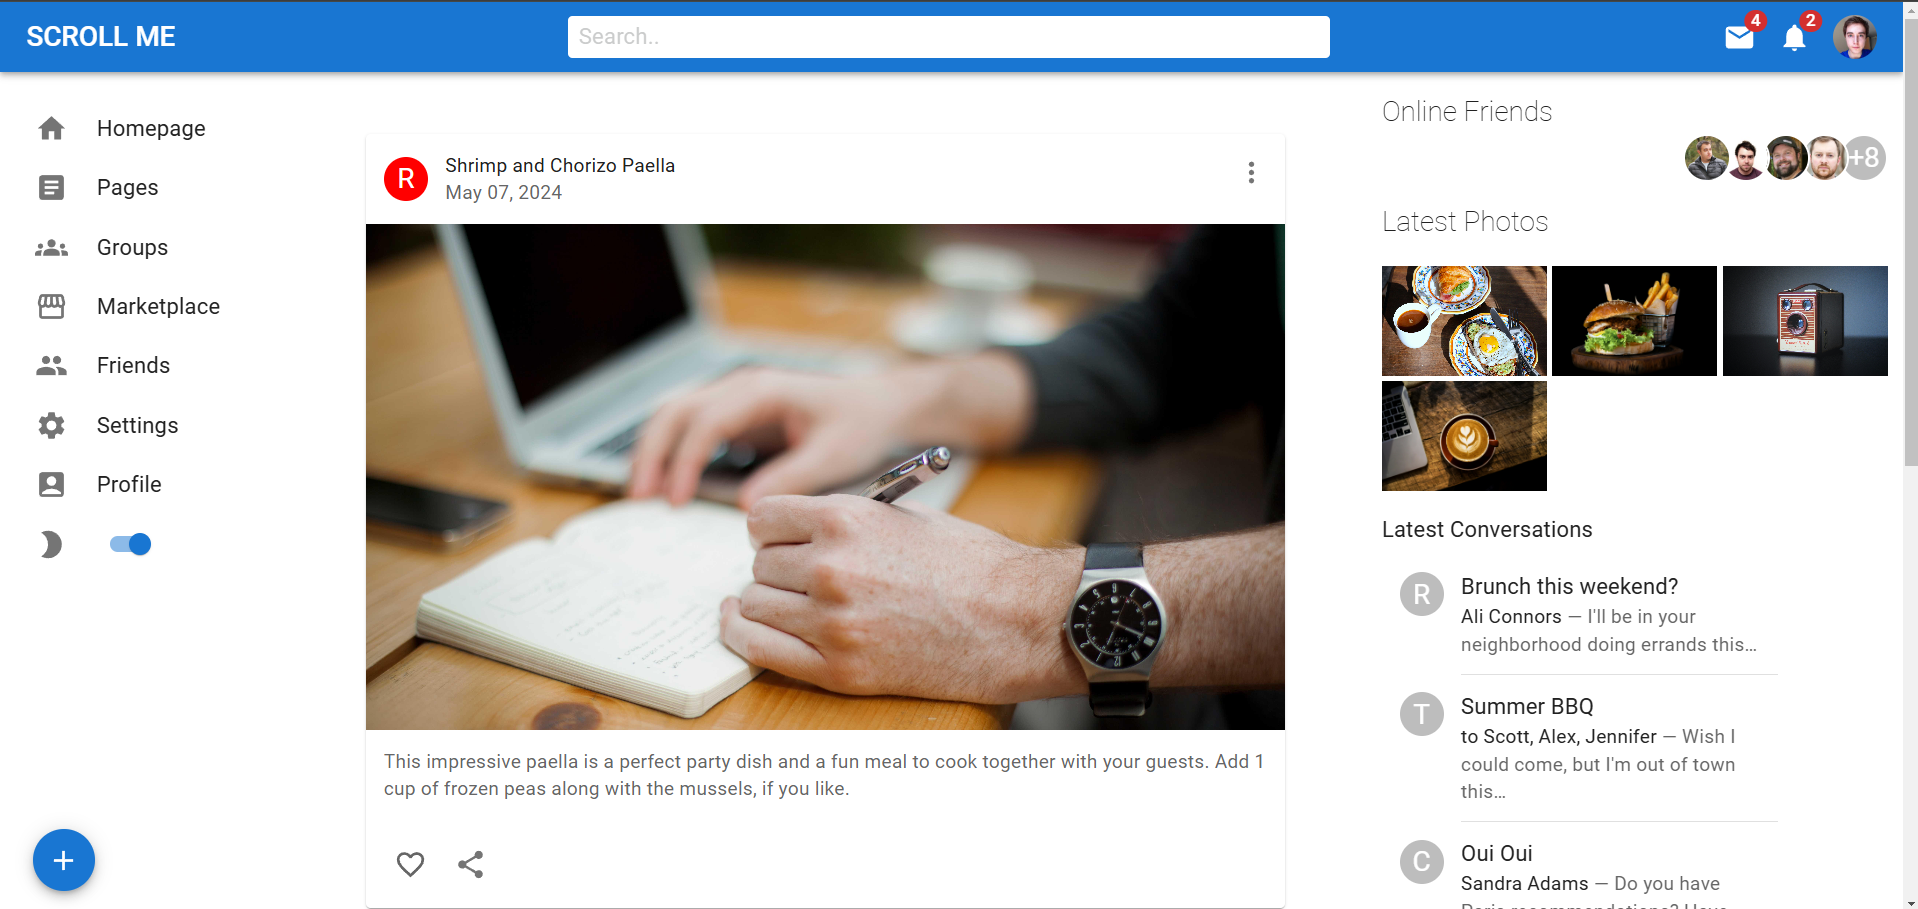 SCROLL ME
Search..
4
2
Homepage
Pages
Groups
Marketplace
Friends
Settings
Profile
R
Shrimp and Chorizo Paella
May 07, 2024
This impressive paella is a perfect party dish and a fun meal to cook together with your guests. Add 1
cup of frozen peas along with the mussels, if you like.
Online Friends
+8
Latest Photos
Latest Conversations
R
Brunch this weekend?
Ali Connors — I'll be in your
neighborhood doing errands this…
T
Summer BBQ
to Scott, Alex, Jennifer — Wish I
could come, but I'm out of town
this…
C
Oui Oui
Sandra Adams — Do you have
Paris recommendations? Have